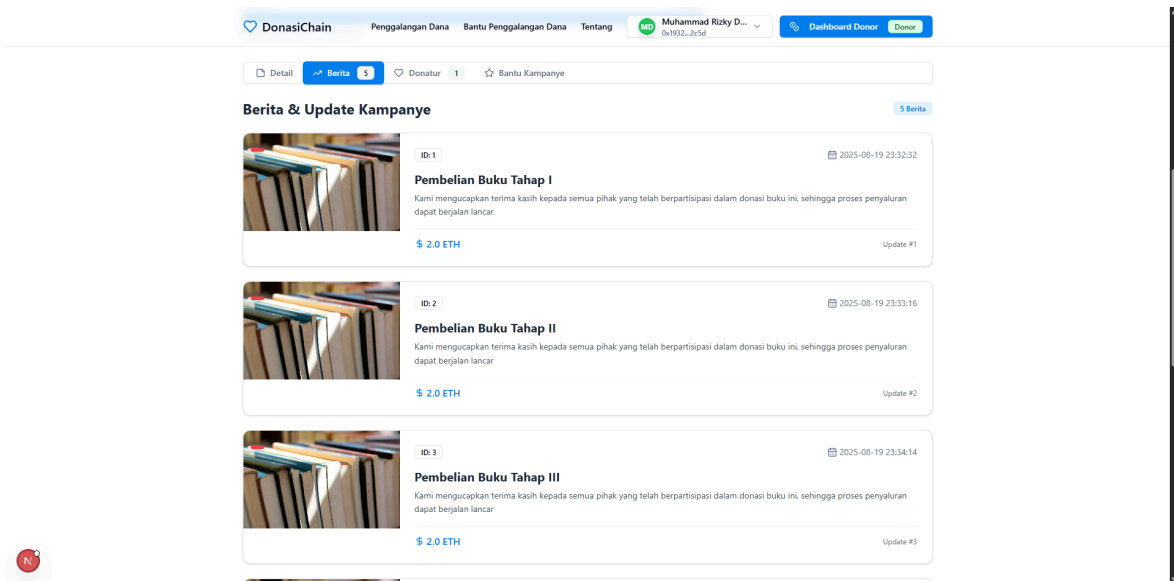 DonasiChain
Penggalangan Dana
Bantu Penggalangan Dana
Tentang
MD
Muhammad Rizky D...
0x1932...2c5d
Dashboard Donor
Donor
Detail
Berita 5
Donatur 1
Bantu Kampanye
Berita & Update Kampanye
5 Berita
ID: 1
2025-08-19 23:32:32
Pembelian Buku Tahap I
Kami mengucapkan terima kasih kepada semua pihak yang telah berpartisipasi dalam donasi buku ini, sehingga proses penyaluran
dapat berjalan lancar
$ 2.0 ETH
Update #1
ID: 2
2025-08-19 23:33:16
Pembelian Buku Tahap II
Kami mengucapkan terima kasih kepada semua pihak yang telah berpartisipasi dalam donasi buku ini, sehingga proses penyaluran
dapat berjalan lancar
$ 2.0 ETH
Update #2
ID: 3
2025-08-19 23:34:14
Pembelian Buku Tahap III
Kami mengucapkan terima kasih kepada semua pihak yang telah berpartisipasi dalam donasi buku ini, sehingga proses penyaluran
dapat berjalan lancar
$ 2.0 ETH
Update #3
N